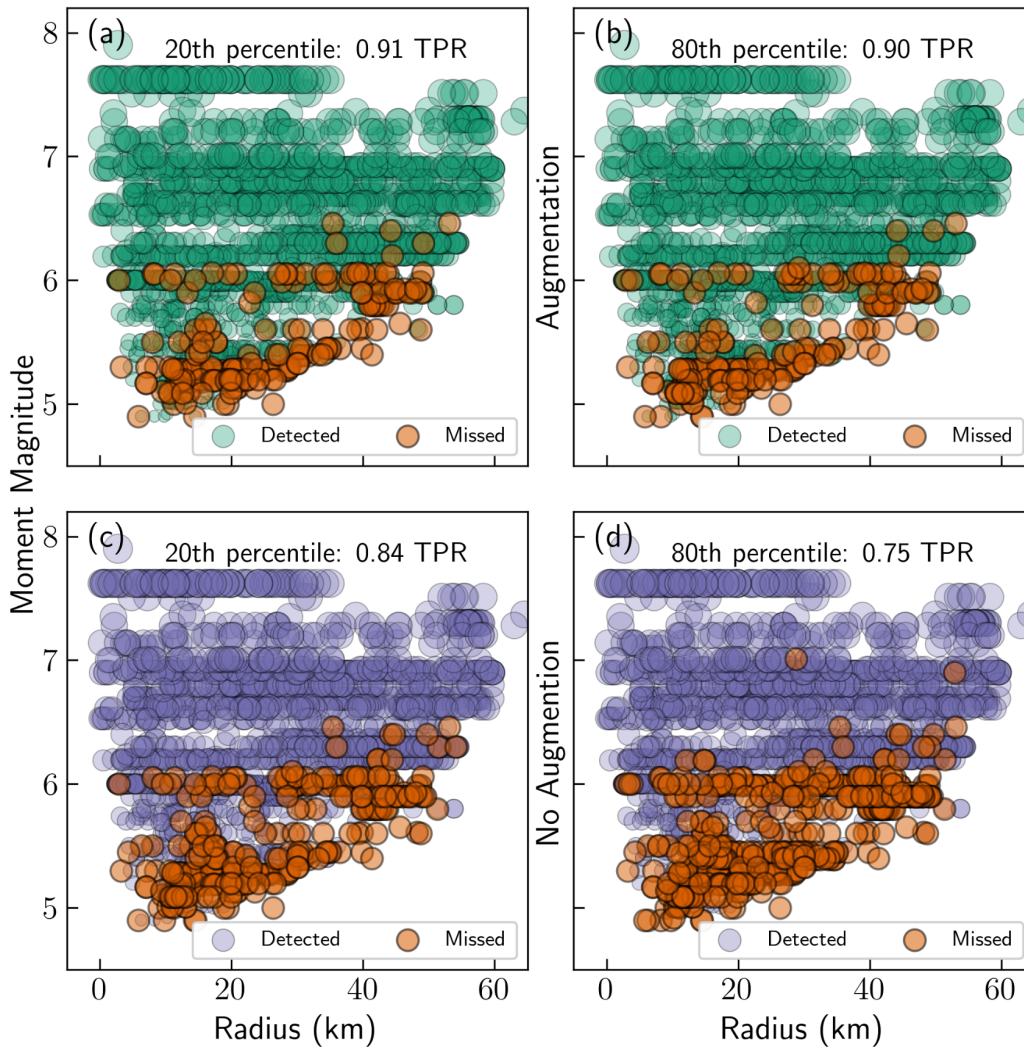 (a)
20th percentile: 0.91 TPR
8
7
6
5
Detected
Missed
(b)
80th percentile: 0.90 TPR
Augmentation
Detected
Missed
Moment Magnitude
(c)
20th percentile: 0.84 TPR
8
7
6
5
Detected
Missed
0
20
40
60
Radius (km)
(d)
80th percentile: 0.75 TPR
No Augmention
Detected
Missed
0
20
40
60
Radius (km)